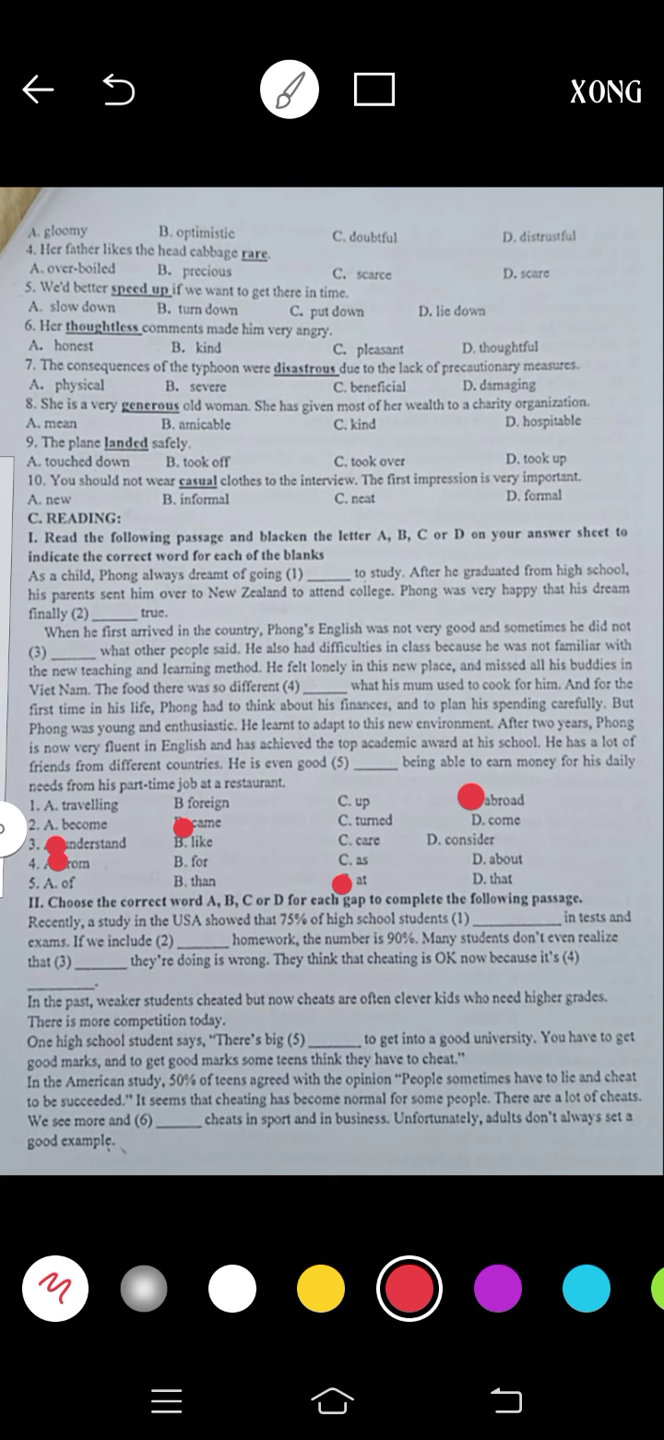 XONG
A. gloomy B. optimistic C. doubtful D. distrustful
4. Her father likes the head cabbage rare.
A. over-boiled B. precious C. scarce D. scare
5. We'd better speed up if we want to get there in time.
A. slow down B. turn down C. put down D. lie down
6. Her thoughtless comments made him very angry.
A. honest B. kind C. pleasant D. thoughtful
7. The consequences of the typhoon were disastrous due to the lack of precautionary measures.
A. physical B. severe C. beneficial D. damaging
8. She is a very generous old woman. She has given most of her wealth to a charity organization.
A. mean B. amicable C. kind D. hospitable
9. The plane landed safely.
A. touched down B. took off C. took over D. took up
10. You should not wear casual clothes to the interview. The first impression is very important.
A. new B. informal C. neat D. formal
C. READING:
I. Read the following passage and blacken the letter A, B, C or D on your answer sheet to
indicate the correct word for each of the blanks
As a child, Phong always dreamt of going (1) ______ to study. After he graduated from high school,
his parents sent him over to New Zealand to attend college. Phong was very happy that his dream
finally (2) ______ true.
When he first arrived in the country, Phong's English was not very good and sometimes he did not
(3) ______ what other people said. He also had difficulties in class because he was not familiar with
the new teaching and learning method. He felt lonely in this new place, and missed all his buddies in
Viet Nam. The food there was so different (4) ______ what his mum used to cook for him. And for the
first time in his life, Phong had to think about his finances, and to plan his spending carefully. But
Phong was young and enthusiastic. He learnt to adapt to this new environment. After two years, Phong
is now very fluent in English and has achieved the top academic award at his school. He has a lot of
friends from different countries. He is even good (5) ______ being able to earn money for his daily
needs from his part-time job at a restaurant.
1. A. travelling B foreign C. up abroad
2. A. become came C. turned D. come
3. understand B. like C. care D. consider
4. rom B. for C. as D. about
5. A. of B. than at D. that
II. Choose the correct word A, B, C or D for each gap to complete the following passage.
Recently, a study in the USA showed that 75% of high school students (1) ____________ in tests and
exams. If we include (2) _______ homework, the number is 90%. Many students don't even realize
that (3) _______ they're doing is wrong. They think that cheating is OK now because it's (4)
__________.
In the past, weaker students cheated but now cheats are often clever kids who need higher grades.
There is more competition today.
One high school student says, "There's big (5) _______ to get into a good university. You have to get
good marks, and to get good marks some teens think they have to cheat."
In the American study, 50% of teens agreed with the opinion "People sometimes have to lie and cheat
to be succeeded." It seems that cheating has become normal for some people. There are a lot of cheats.
We see more and (6) ______ cheats in sport and in business. Unfortunately, adults don't always set a
good example.